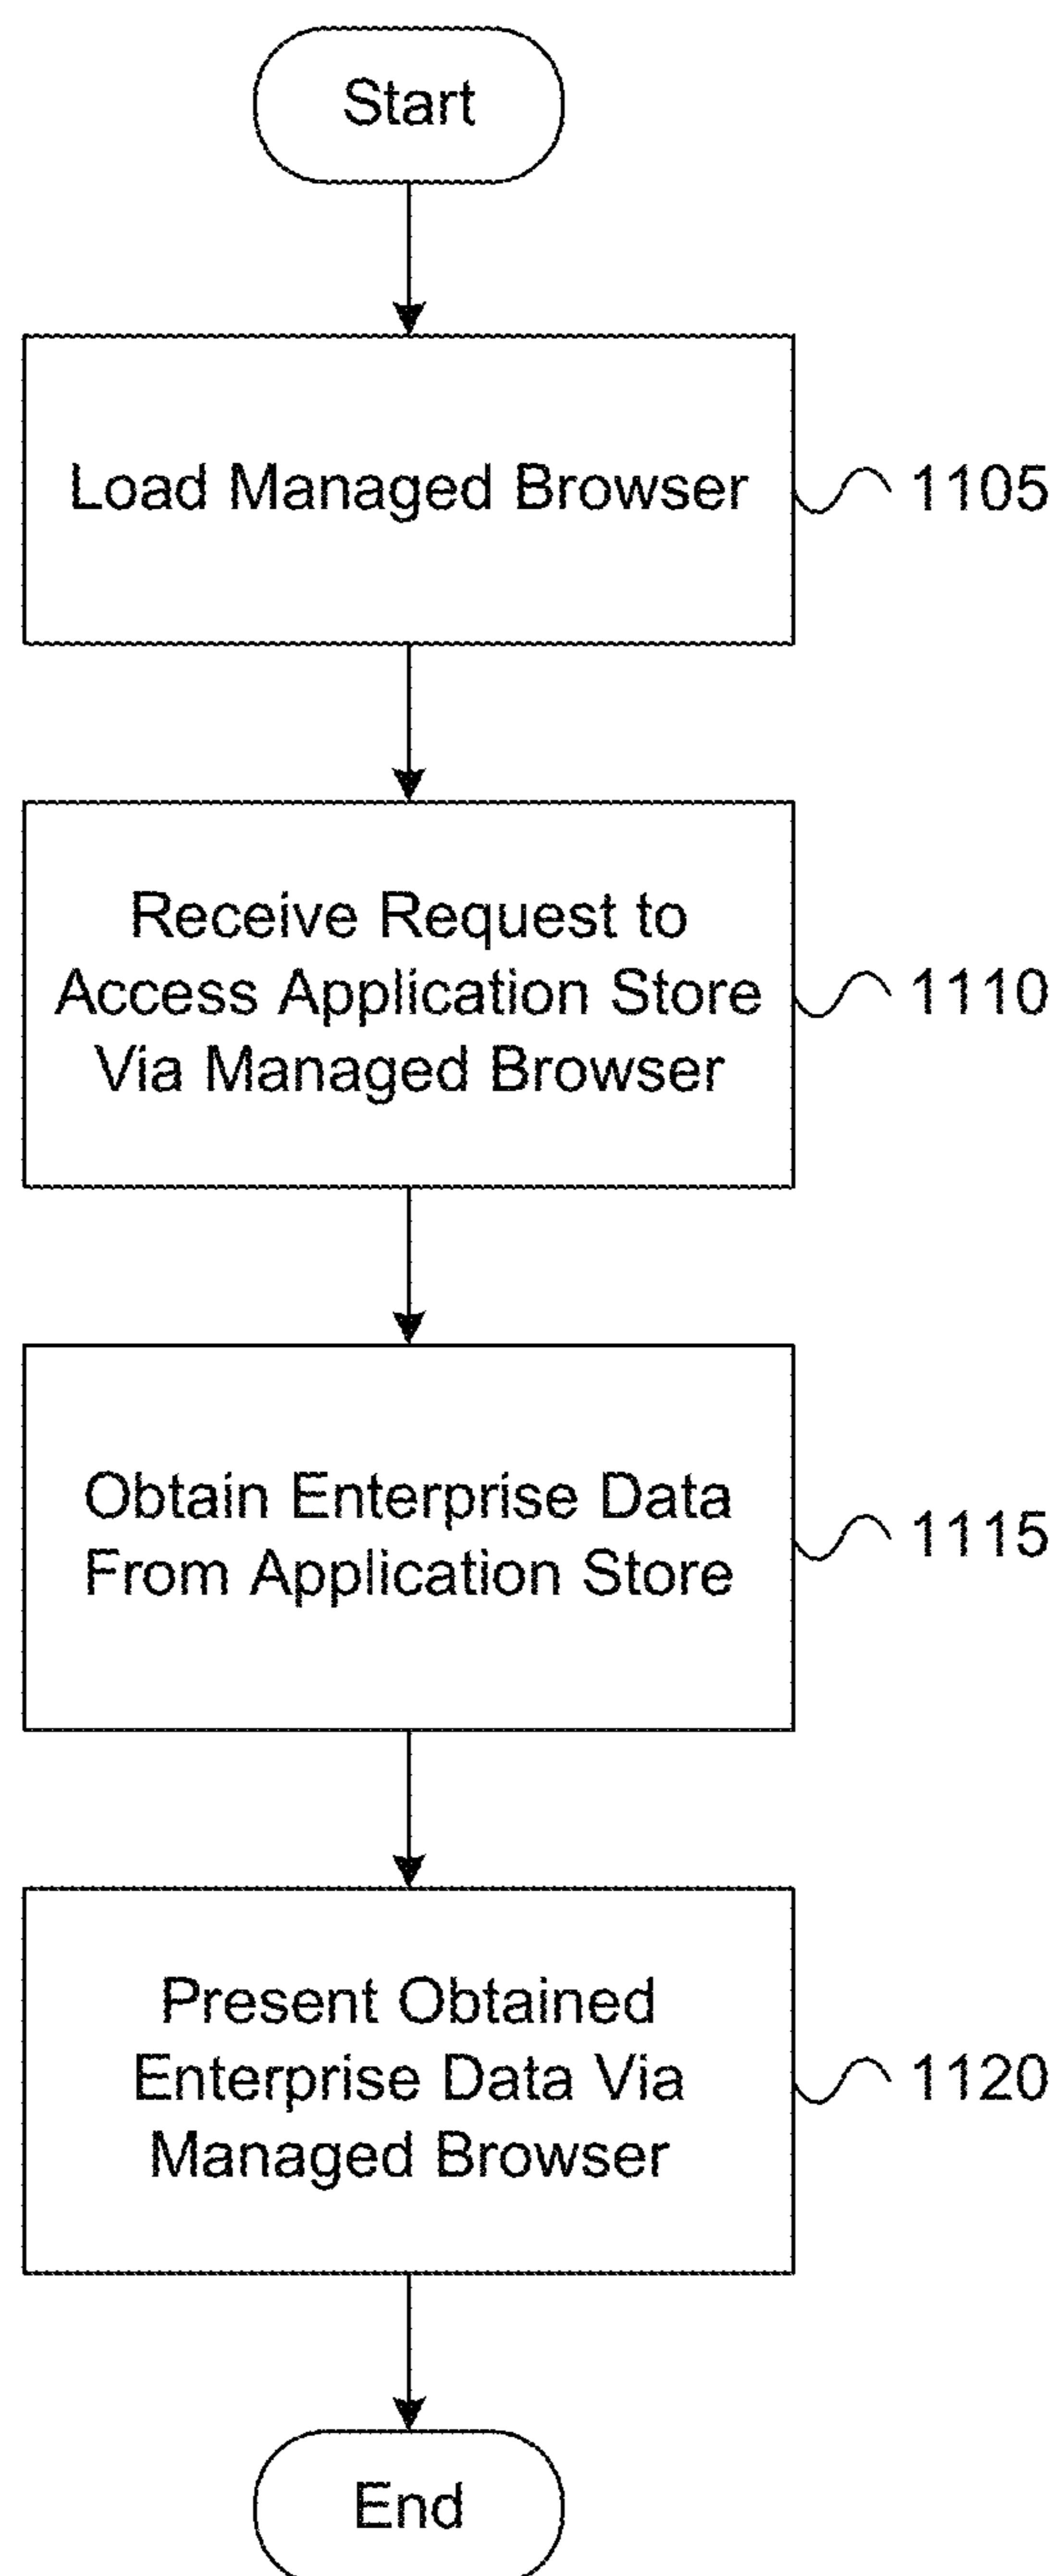 Start
Load Managed Browser
1105
Receive Request to
Access Application Store
Via Managed Browser
1110
Obtain Enterprise Data
From Application Store
1115
Present Obtained
Enterprise Data Via
Managed Browser
1120
End